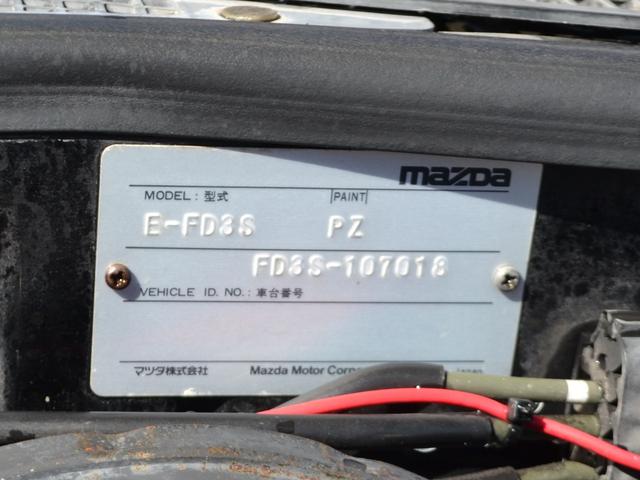 mazda
MODEL : 型式 PAINT
E-FD3S PZ
FD3S-107018
VEHICLE ID. NO. : 車台番号
マツダ株式会社 Mazda Motor